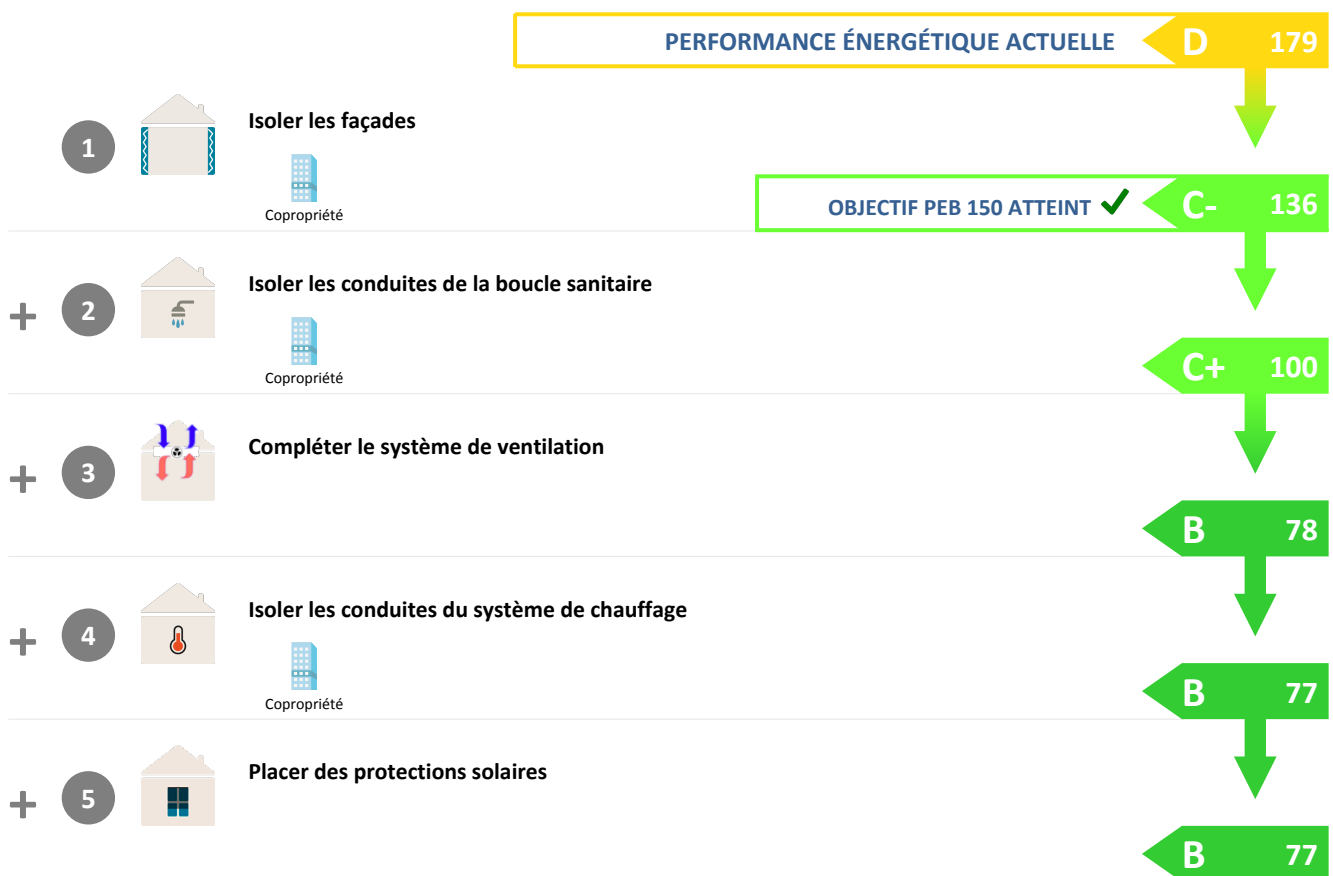 PERFORMANCE ÉNERGÉTIQUE ACTUELLE D 179
1 Isoler les façades
Copropriété
OBJECTIF PEB 150 ATTEINT ✔ C- 136
+ 2 Isoler les conduites de la boucle sanitaire
Copropriété
C+ 100
+ 3 Compléter le système de ventilation
B 78
+ 4 Isoler les conduites du système de chauffage
Copropriété
B 77
+ 5 Placer des protections solaires
B 77